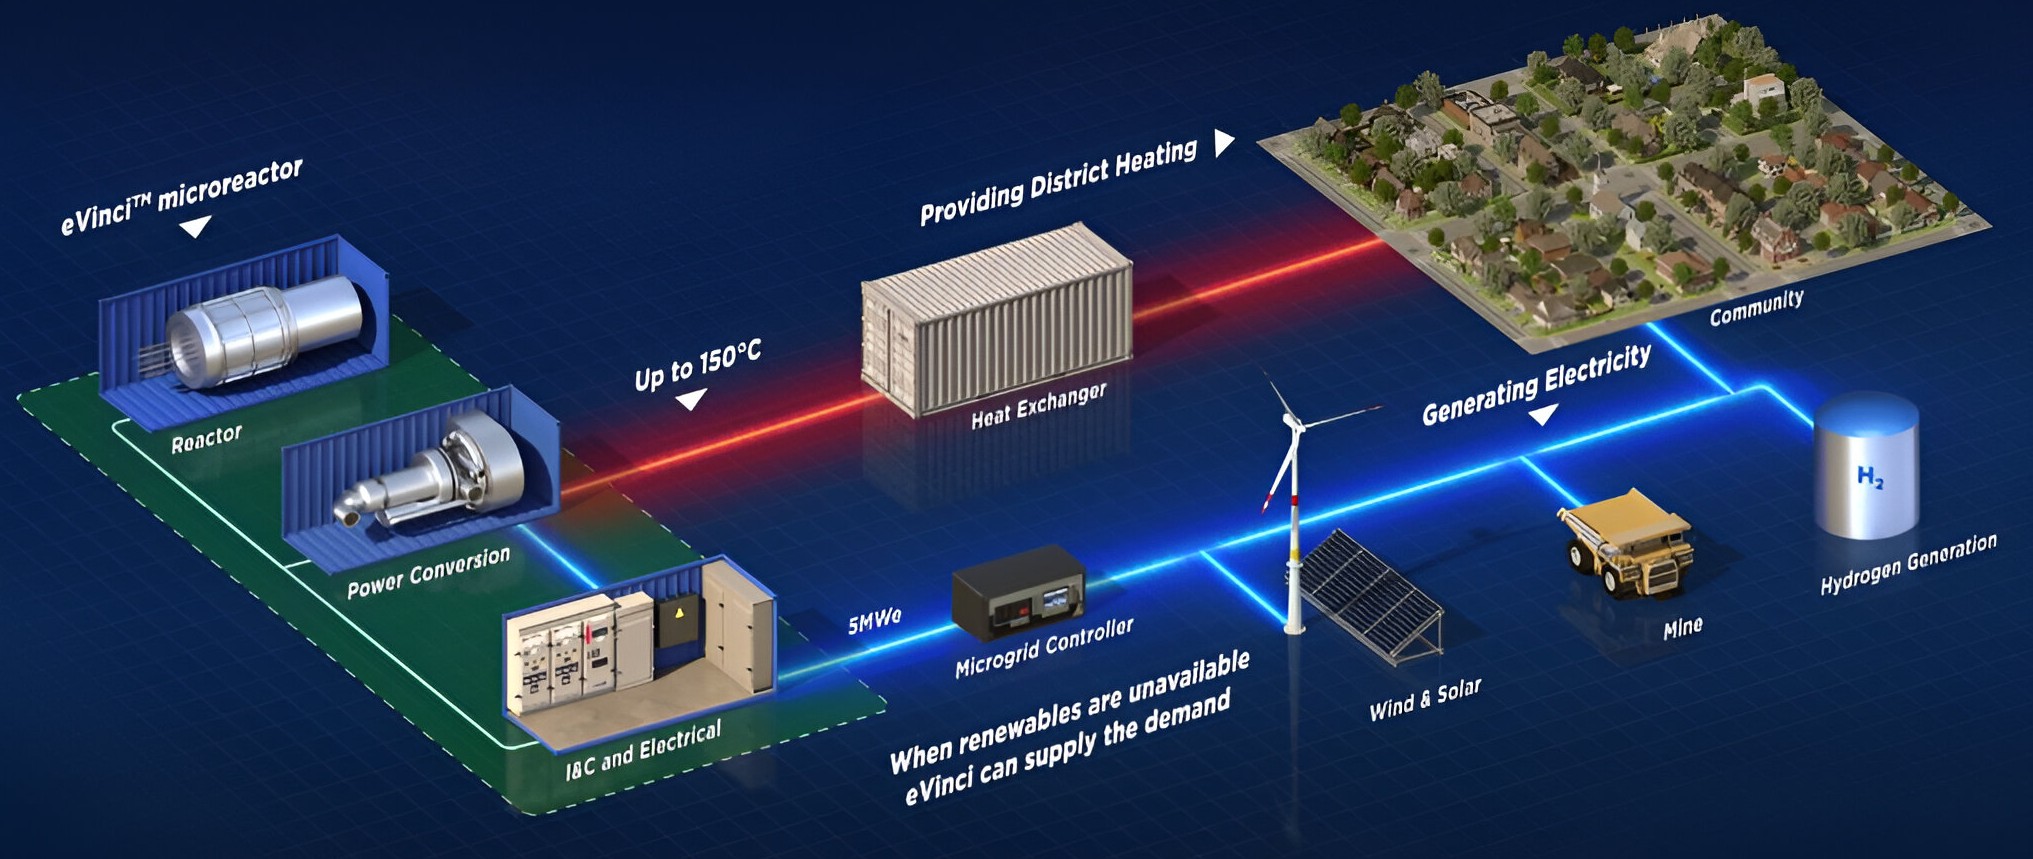 eVinci™ microreactor
Reactor
Power Conversion
I&C and Electrical
Up to 150°C
Providing District Heating
Heat Exchanger
Community
Generating Electricity
5MWe
Microgrid Controller
When renewables are unavailable
eVinci can supply the demand
Wind & Solar
Mine
H₂
Hydrogen Generation